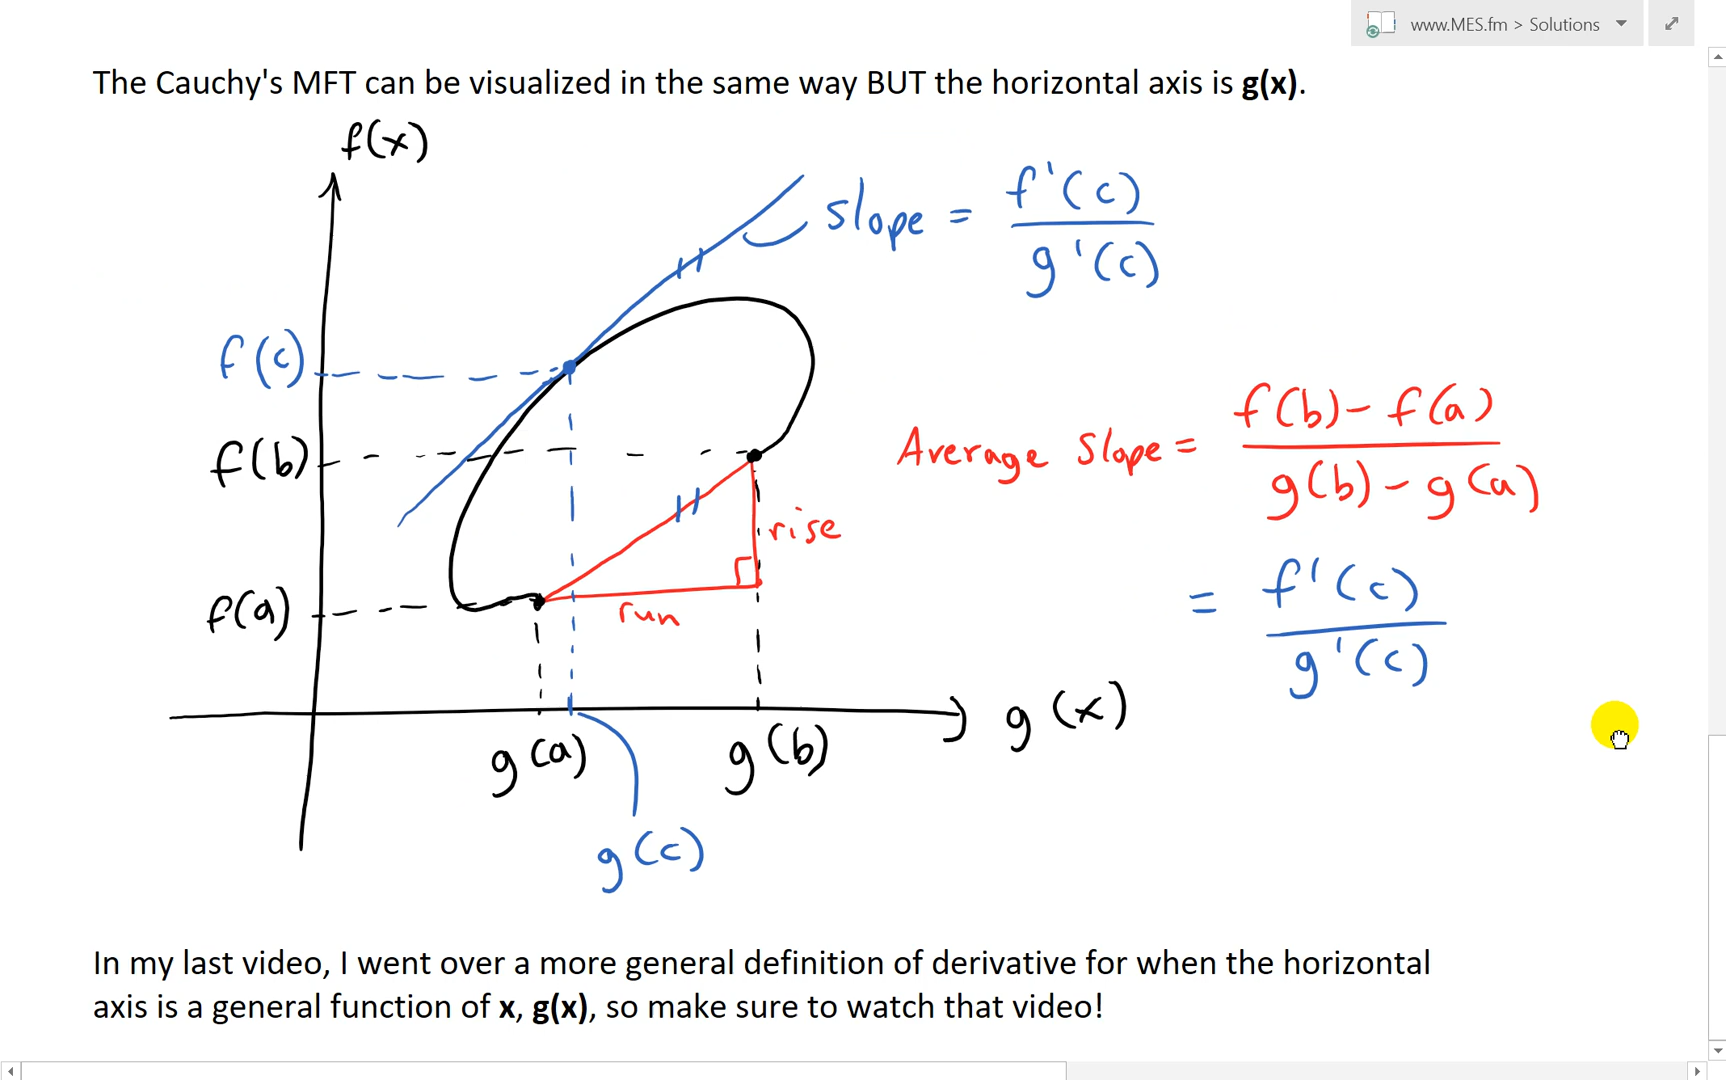 www.MES.fm > Solutions
The Cauchy's MFT can be visualized in the same way BUT the horizontal axis is g(x).
f(x)
slope = f'(c)
g'(c)
f(c)
f(b)
Average Slope = f(b) - f(a)
g(b) - g(a)
rise
f(a)
run
= f'(c)
g'(c)
g(x)
g(a)
g(b)
g(c)
In my last video, I went over a more general definition of derivative for when the horizontal
axis is a general function of x, g(x), so make sure to watch that video!